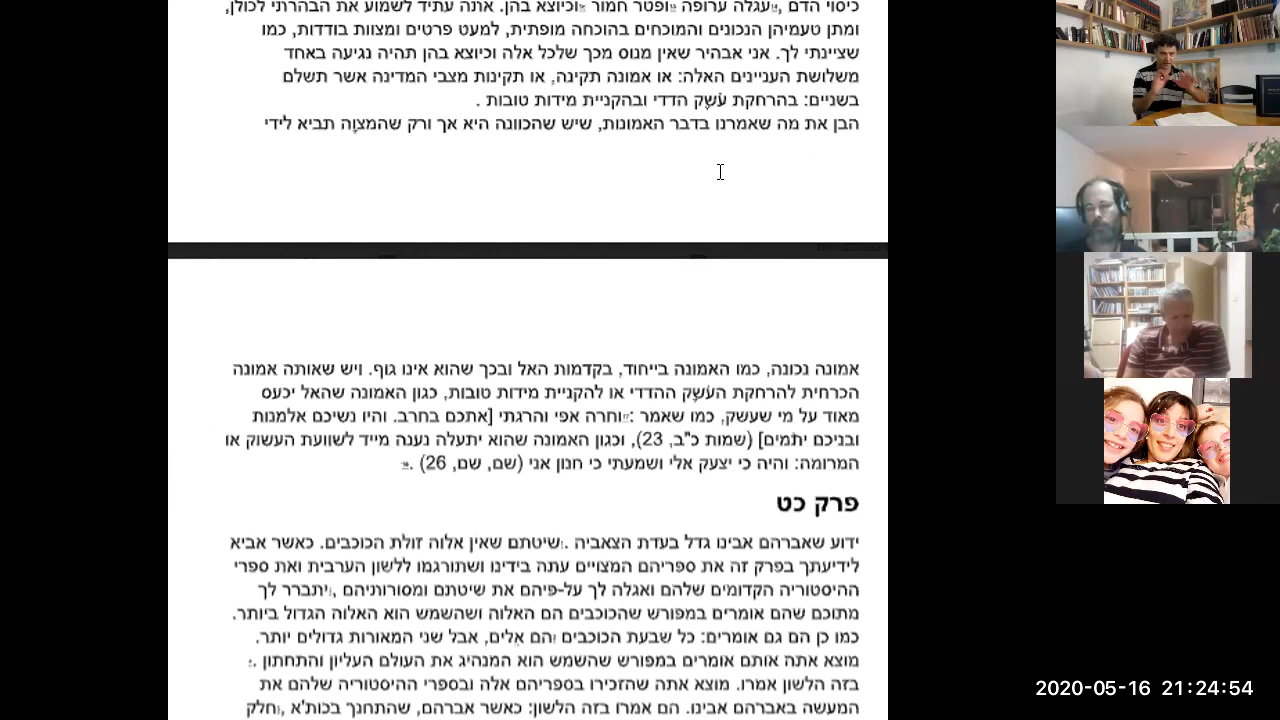 כיסוי הדם, עגלה ערופה ופטר חמור וכיוצא בהן. אתה עתיד לשמוע את הבהרתי לכולן,
ומתן טעמיהן הנכונים והמוכחים בהוכחה מופתית, למעט פרטים ומצוות בודדות, כמו
שציינתי לך. אני אבהיר שאין מנוס מכך שלכל אלה וכיוצא בהן תהיה נגיעה באחד
משלושת העניינים האלה: או אמונה תקינה, או תקינות מצבי המדינה אשר תשלם
בשניים: בהרחקת עֹשֶק הדדי ובהקניית מידות טובות .
הבן את מה שאמרנו בדבר האמונות, שיש שהכוונה היא אך ורק שהמצוָה תביא לידי
אמונה נכונה, כמו האמונה בייחוד, בקדמות האל ובכך שהוא אינו גוף. ויש שאותה אמונה
הכרחית להרחקת העֹשֶק ההדדי או להקניית מידות טובות, כגון האמונה שהאל יכעס
מאוד על מי שעשק, כמו שאמר: וחרה אפי והרגתי [אתכם בחרב. והיו נשיכם אלמנות
ובניכם יתֹמים] (שמות כ"ב, 23), וכגון האמונה שהוא יתעלה נענה מייד לשוועת העשוק או
המרומה: והיה כי יצעק אלי ושמעתי כי חנון אני (שם, שם, 26) .
פרק כט
ידוע שאברהם אבינו גדל בעדת הצאביה . שיטתם שאין אלוה זולת הכוכבים. כאשר אביא
לידיעתך בפרק זה את ספריהם המצויים עתה בידינו ושתורגמו ללשון הערבית ואת ספרי
ההיסטוריה הקדומים שלהם ואגלה לך על-פיהם את שיטתם ומסורותיהם , יתברר לך
מתוכם שהם אומרים במפורש שהכוכבים הם האלוה ושהשמש הוא האלוה הגדול ביותר.
כמו כן הם גם אומרים: כל שבעת הכוכבים הם אֵלים, אבל שני המאורות גדולים יותר.
מוצא אתה אותם אומרים במפורש שהשמש הוא המנהיג את העולם העליון והתחתון .
בזה הלשון אמרו. מוצא אתה שהזכירו בספריהם אלה ובספרי ההיסטוריה שלהם את
המעשה באברהם אבינו. הם אמרו בזה הלשון: כאשר אברהם, שהתחנך בכות'א , חלק
2020-05-16 21:24:54